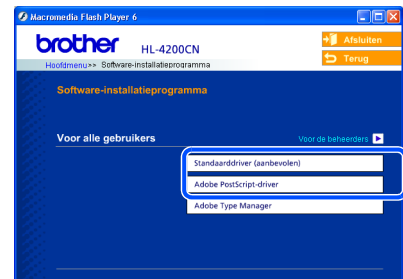 Macromedia Flash Player 6
brother HL-4200CN
Afsluiten
Hoofdmenu>> Software-installatieprogramma
Terug
Software-installatieprogramma
Voor alle gebruikers
Voor de beheerders
Standaarddriver (aanbevolen)
Adobe PostScript-driver
Adobe Type Manager